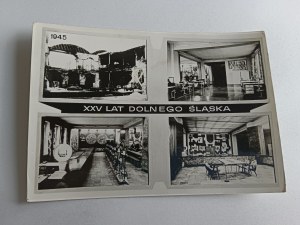 1945
XXV LAT DOLNEGO ŚLĄSKA